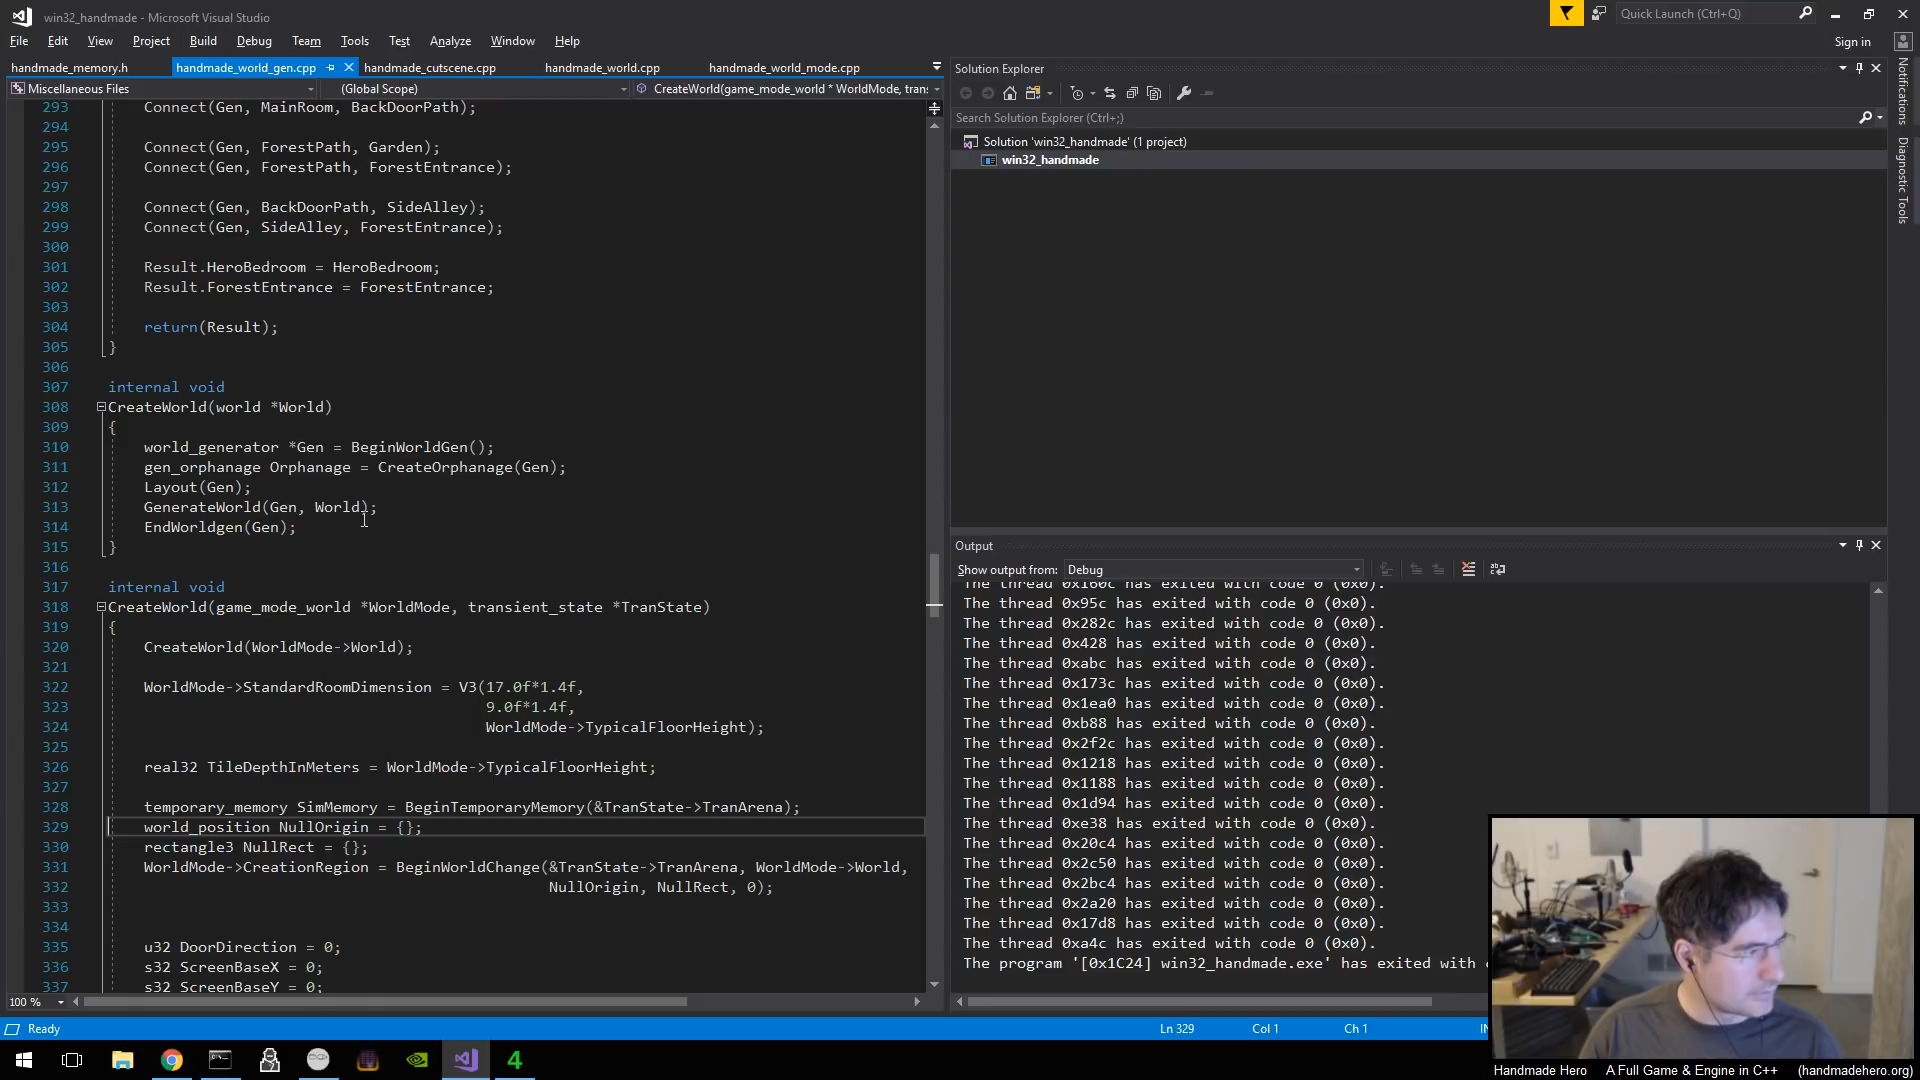 win32_handmade - Microsoft Visual Studio
Quick Launch (Ctrl+Q)
File Edit View Project Build Debug Team Tools Test Analyze Window Help
Sign in
handmade_memory.h handmade_world_gen.cpp handmade_cutscene.cpp handmade_world.cpp handmade_world_mode.cpp
Miscellaneous Files (Global Scope) CreateWorld(game_mode_world * WorldMode, trans
293 Connect(Gen, MainRoom, BackDoorPath);
294
295 Connect(Gen, ForestPath, Garden);
296 Connect(Gen, ForestPath, ForestEntrance);
297
298 Connect(Gen, BackDoorPath, SideAlley);
299 Connect(Gen, SideAlley, ForestEntrance);
300
301 Result.HeroBedroom = HeroBedroom;
302 Result.ForestEntrance = ForestEntrance;
303
304 return(Result);
305 }
306
307 internal void
308 CreateWorld(world *World)
309 {
310 world_generator *Gen = BeginWorldGen();
311 gen_orphanage Orphanage = CreateOrphanage(Gen);
312 Layout(Gen);
313 GenerateWorld(Gen, World);
314 EndWorldgen(Gen);
315 }
316
317 internal void
318 CreateWorld(game_mode_world *WorldMode, transient_state *TranState)
319 {
320 CreateWorld(WorldMode->World);
321
322 WorldMode->StandardRoomDimension = V3(17.0f*1.4f,
323 9.0f*1.4f,
324 WorldMode->TypicalFloorHeight);
325
326 real32 TileDepthInMeters = WorldMode->TypicalFloorHeight;
327
328 temporary_memory SimMemory = BeginTemporaryMemory(&TranState->TranArena);
329 world_position NullOrigin = {};
330 rectangle3 NullRect = {};
331 WorldMode->CreationRegion = BeginWorldChange(&TranState->TranArena, WorldMode->World,
332 NullOrigin, NullRect, 0);
333
334
335 u32 DoorDirection = 0;
336 s32 ScreenBaseX = 0;
337 s32 ScreenBaseY = 0;
100 %
Solution Explorer
Search Solution Explorer (Ctrl+;)
Solution 'win32_handmade' (1 project)
win32_handmade
Notifications
Diagnostic Tools
Output
Show output from: Debug
The thread 0x180c has exited with code 0 (0x0).
The thread 0x95c has exited with code 0 (0x0).
The thread 0x282c has exited with code 0 (0x0).
The thread 0x428 has exited with code 0 (0x0).
The thread 0xabc has exited with code 0 (0x0).
The thread 0x173c has exited with code 0 (0x0).
The thread 0x1ea0 has exited with code 0 (0x0).
The thread 0xb88 has exited with code 0 (0x0).
The thread 0x2f2c has exited with code 0 (0x0).
The thread 0x1218 has exited with code 0 (0x0).
The thread 0x1188 has exited with code 0 (0x0).
The thread 0x1d94 has exited with code 0 (0x0).
The thread 0xe38 has exited with code 0 (0x0).
The thread 0x20c4 has exited with code 0 (0x0).
The thread 0x2c50 has exited with code 0 (0x0).
The thread 0x2bc4 has exited with code 0 (0x0).
The thread 0x2a20 has exited with code 0 (0x0).
The thread 0x17d8 has exited with code 0 (0x0).
The thread 0xa4c has exited with code 0 (0x0).
The program '[0x1C24] win32_handmade.exe' has exited with
Ready Ln 329 Col 1 Ch 1 IN
4
Handmade Hero A Full Game & Engine in C++ (handmadehero.org)